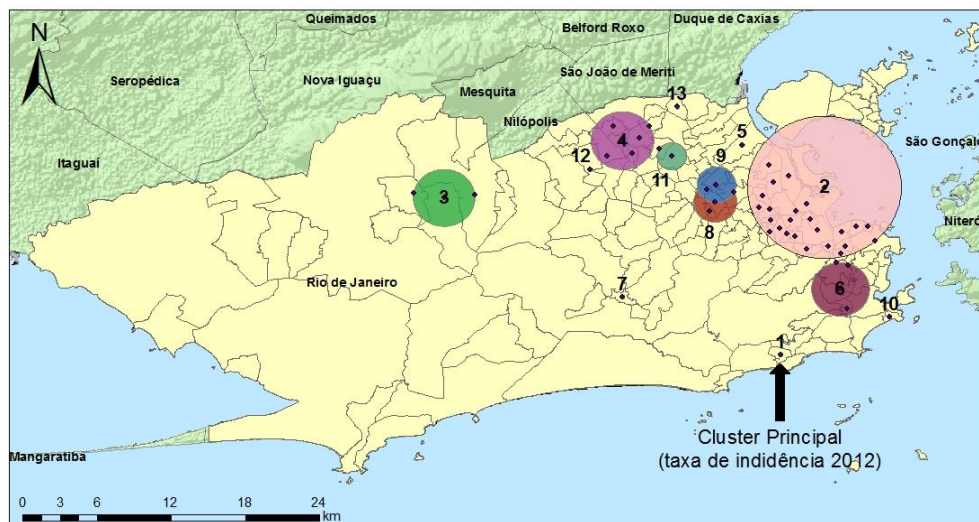 Queimados
Duque de Caxias
Belford Roxo
N
São João de Meriti
Seropédica
Nova Iguaçu
Mesquita
13
Nilópolis
5
4
São Gonçalo
Itaguaí
12
9
11
2
3
Niteró
8
Rio de Janeiro
7
6
10
1
Cluster Principal
(taxa de indidência 2012)
Mangaratiba
0 3 6 12 18 24
km